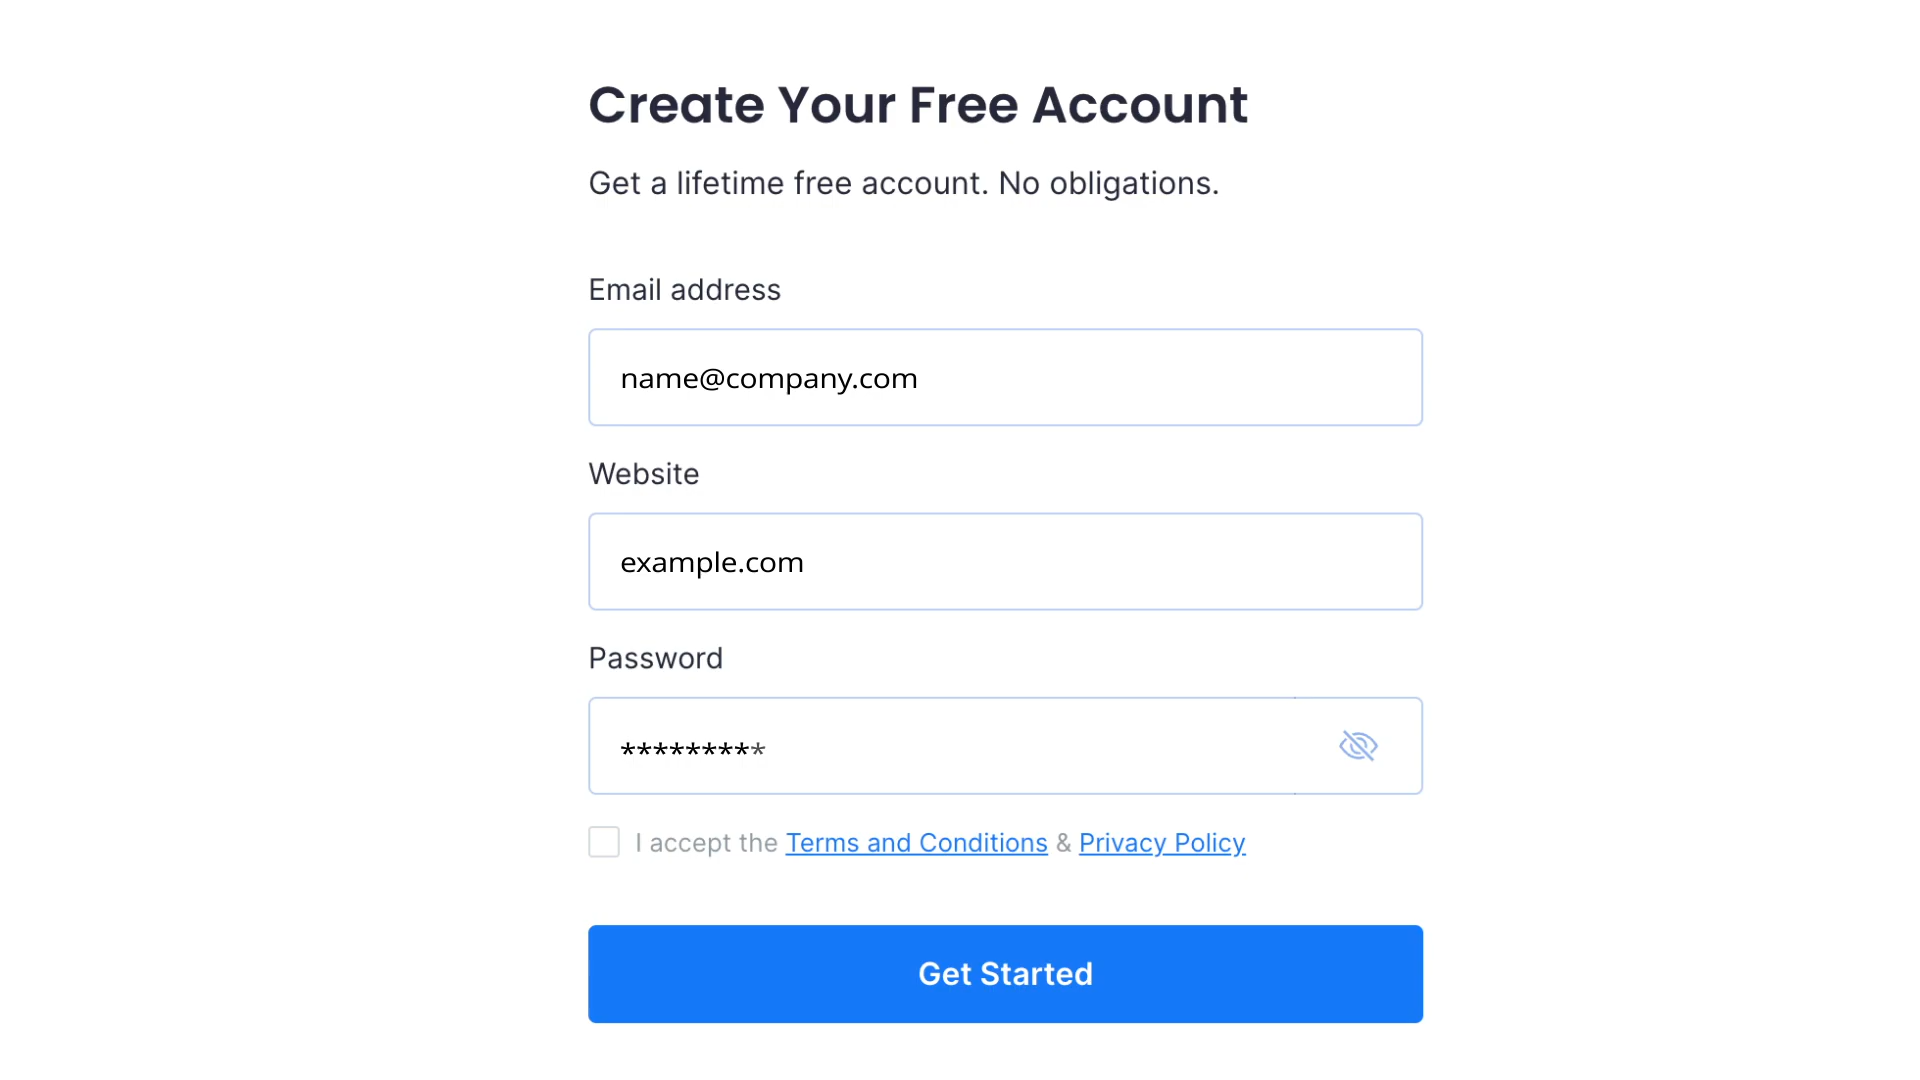 Create Your Free Account
Get a lifetime free account. No obligations.
Email address
name@company.com
Website
example.com
Password
*********
I accept the Terms and Conditions & Privacy Policy
Get Started